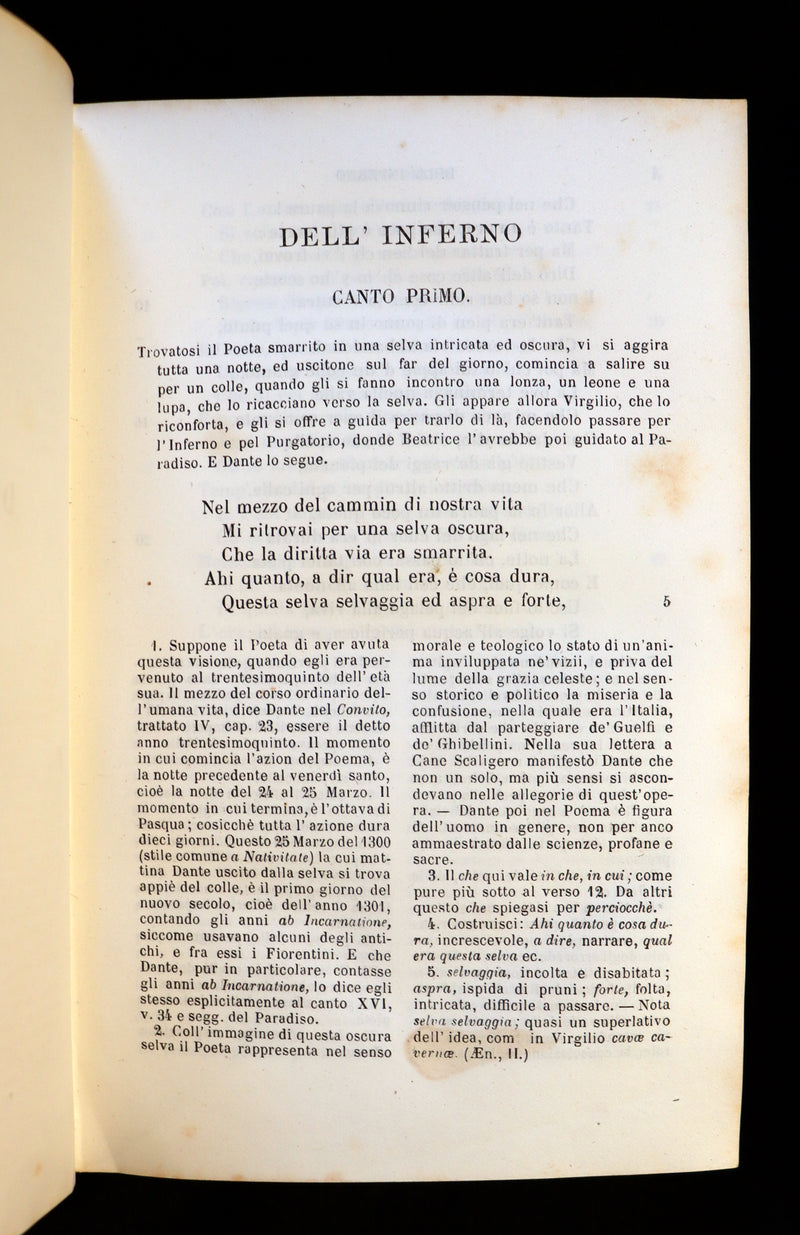 DELL' INFERNO
CANTO PRIMO.
Trovatosi il Poeta smarrito in una selva intricata ed oscura, vi si aggira
tutta una notte, ed uscitone sul far del giorno, comincia a salire su
per un colle, quando gli si fanno incontro una lonza, un leone e una
lupa, che lo ricacciano verso la selva. Gli appare allora Virgilio, che lo
riconforta, e gli si offre a guida per trarlo di là, facendolo passare per
l'Inferno e pel Purgatorio, donde Beatrice l'avrebbe poi guidato al Pa-
radiso. E Dante lo segue.
Nel mezzo del cammin di nostra vita
Mi ritrovai per una selva oscura,
Che la diritta via era smarrita.
Ahi quanto, a dir qual era, è cosa dura,
Questa selva selvaggia ed aspra e forte, 5
1. Suppone il Poeta di aver avuta
questa visione, quando egli era per-
venuto al trentesimoquinto dell' età
sua. Il mezzo del corso ordinario del-
l'umana vita, dice Dante nel Convito,
trattato IV, cap. 23, essere il detto
anno trentesimoquinto. Il momento
in cui comincia l'azion del Poema, è
la notte precedente al venerdì santo,
cioè la notte del 24 al 25 Marzo. Il
momento in cui termina, è l'ottava di
Pasqua; cosicchè tutta l' azione dura
dieci giorni. Questo 25 Marzo del 1300
(stile comune a Nativitate) la cui mat-
tina Dante uscito dalla selva si trova
appiè del colle, è il primo giorno del
nuovo secolo, cioè dell' anno 1301,
contando gli anni ab Incarnatione,
siccome usavano alcuni degli anti-
chi, e fra essi i Fiorentini. E che
Dante, pur in particolare, contasse
gli anni ab Incarnatione, lo dice egli
stesso esplicitamente al canto XVI,
v. 34 e segg. del Paradiso.
2. Coll' immagine di questa oscura
selva il Poeta rappresenta nel senso
morale e teologico lo stato di un'ani-
ma inviluppata ne' vizii, e priva del
lume della grazia celeste; e nel sen-
so storico e politico la miseria e la
confusione, nella quale era l'Italia,
afflitta dal parteggiare de' Guelfi e
de' Ghibellini. Nella sua lettera a
Cane Scaligero manifestò Dante che
non un solo, ma più sensi si ascon-
devano nelle allegorie di quest'ope-
ra. — Dante poi nel Poema è figura
dell' uomo in genere, non per anco
ammaestrato dalle scienze, profane e
sacre.
3. Il che qui vale in che, in cui; come
pure più sotto al verso 12. Da altri
questo che spiegasi per perciocchè.
4. Costruisci: Ahi quanto è cosa du-
ra, increscevole, a dire, narrare, qual
era questa selva ec.
5. selvaggia, incolta e disabitata;
aspra, ispida di pruni; forte, folta,
intricata, difficile a passare. — Nota
selva selvaggia; quasi un superlativo
dell' idea, com in Virgilio cavæ ca-
vernæ. (Æn., II.)